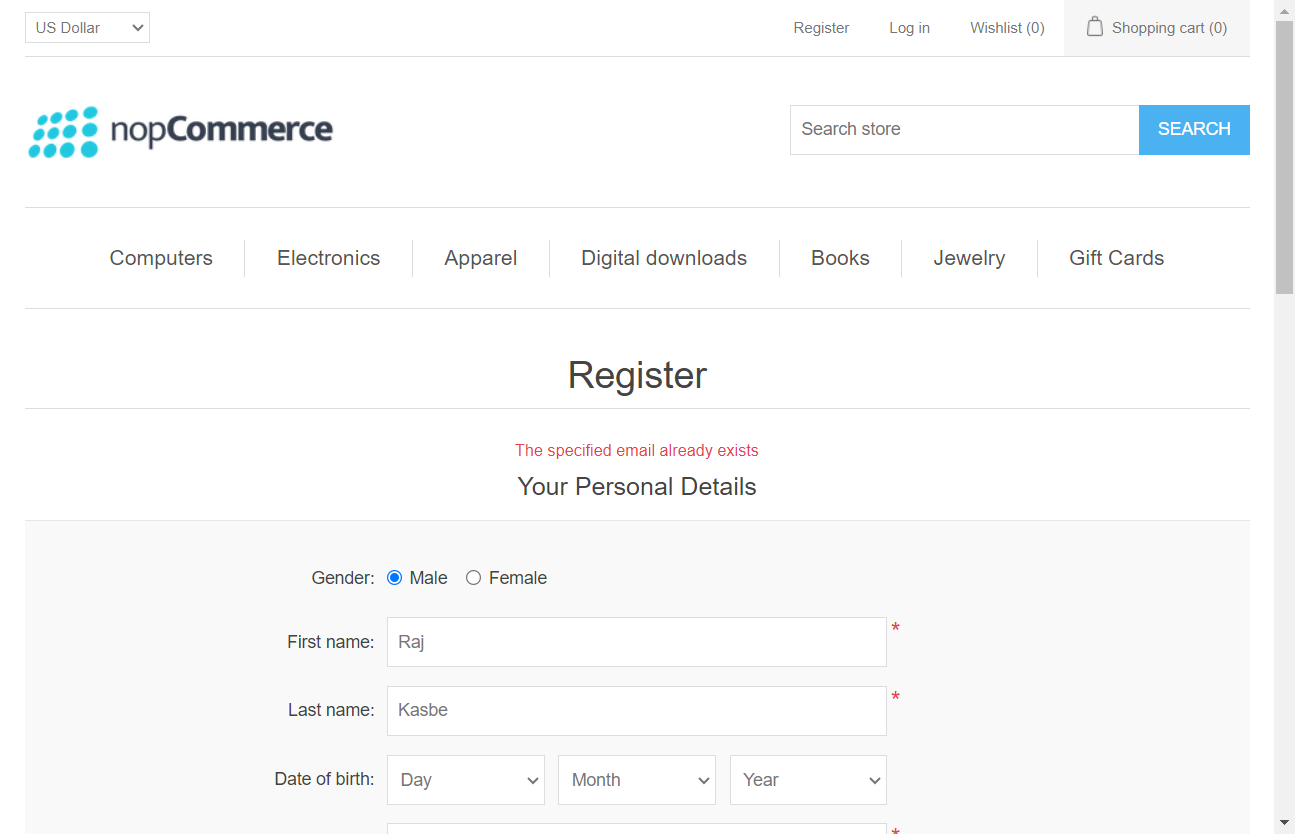 US Dollar Register Log in Wishlist (0) Shopping cart (0)
nopCommerce Search store SEARCH
Computers Electronics Apparel Digital downloads Books Jewelry Gift Cards
Register
The specified email already exists
Your Personal Details
Gender: Male Female
First name: Raj *
Last name: Kasbe *
Date of birth: Day Month Year
*